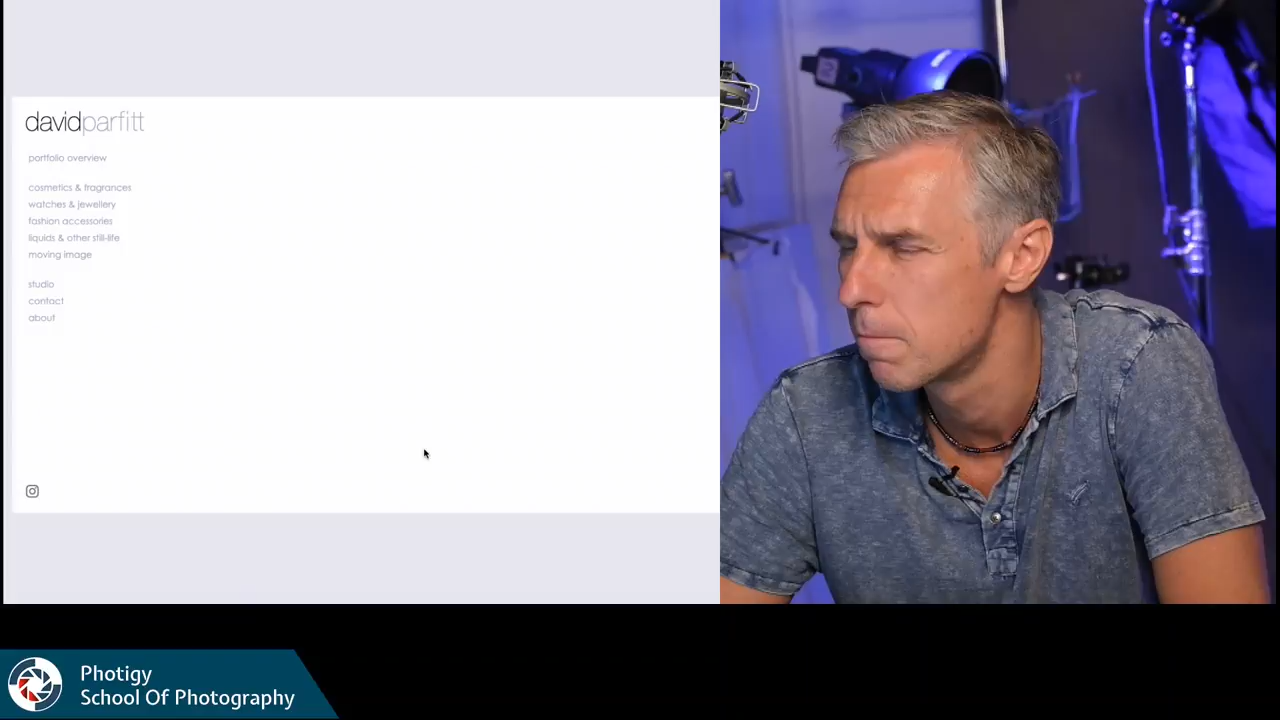 davidparfitt
portfolio overview
cosmetics & fragrances
watches & jewellery
fashion accessories
liquids & other still-life
moving image
studio
contact
about
Photigy
School Of Photography